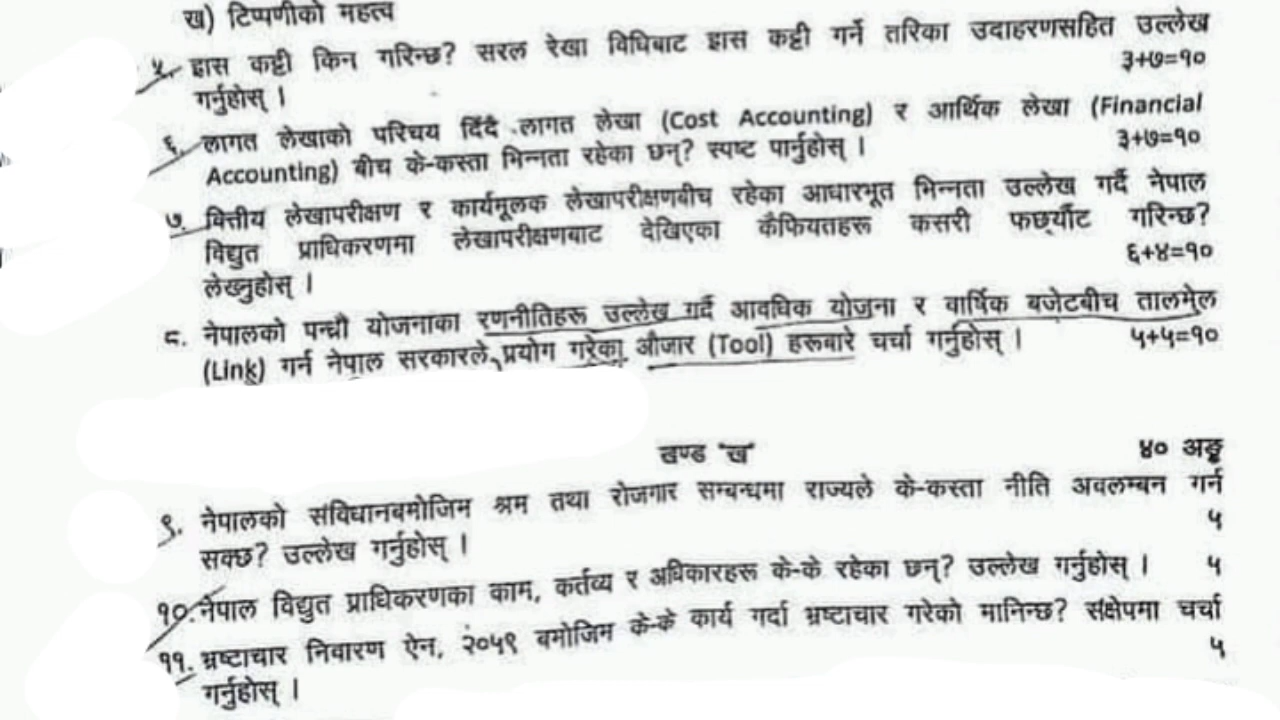 ख) टिप्पणीको महत्व
५. ह्रास कट्टी किन गरिन्छ? सरल रेखा विधिबाट ह्रास कट्टी गर्ने तरिका उदाहरणसहित उल्लेख
गर्नुहोस् । ३+७=१०
६. लागत लेखाको परिचय दिँदै लागत लेखा (Cost Accounting) र आर्थिक लेखा (Financial
Accounting) बीच के-कस्ता भिन्नता रहेका छन्? स्पष्ट पार्नुहोस् । ३+७=१०
७. वित्तीय लेखापरीक्षण र कार्यमूलक लेखापरीक्षणबीच रहेका आधारभूत भिन्नता उल्लेख गर्दै नेपाल
विद्युत प्राधिकरणमा लेखापरीक्षणबाट देखिएका कैफियतहरू कसरी फछ्र्यौट गरिन्छ?
लेख्नुहोस् । ६+४=१०
८. नेपालको पन्ध्रौ योजनाका रणनीतिहरू उल्लेख गर्दै आवधिक योजना र वार्षिक बजेटबीच तालमेल
(Link) गर्न नेपाल सरकारले प्रयोग गरेका औजार (Tool) हरूबारे चर्चा गर्नुहोस् । ५+५=१०
खण्ड 'ख' ४० अङ्क
९. नेपालको संविधानबमोजिम श्रम तथा रोजगार सम्बन्धमा राज्यले के-कस्ता नीति अवलम्बन गर्न
सक्छ? उल्लेख गर्नुहोस् । ५
१०. नेपाल विद्युत प्राधिकरणका काम, कर्तव्य र अधिकारहरू के-के रहेका छन्? उल्लेख गर्नुहोस् । ५
११. भ्रष्टाचार निवारण ऐन, २०५९ बमोजिम के-के कार्य गर्दा भ्रष्टाचार गरेको मानिन्छ? संक्षेपमा चर्चा
गर्नुहोस् । ५